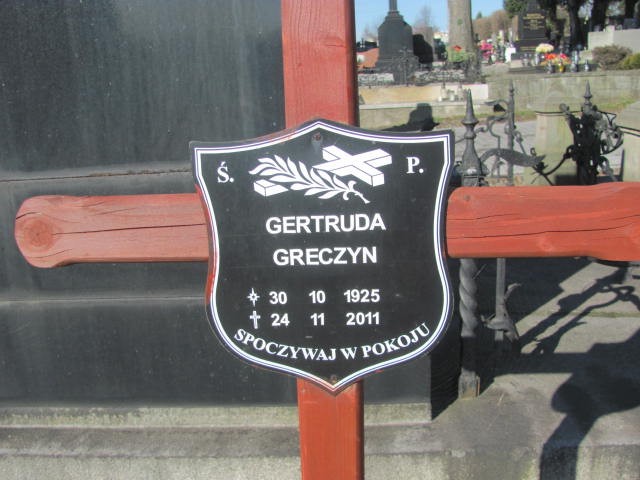 Ś. P.
GERTRUDA
GRECZYN
30 10 1925
24 11 2011
SPOCZYWAJ W POKOJU